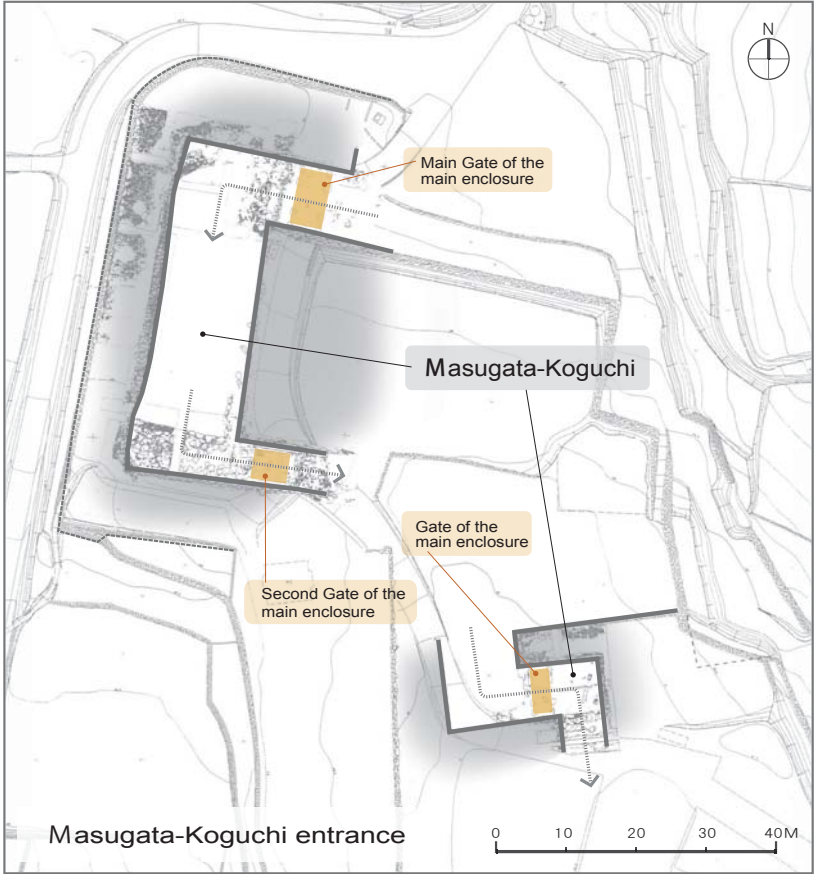 N
Main Gate of the
main enclosure
Masugata-Koguchi
Gate of the
main enclosure
Second Gate of the
main enclosure
Masugata-Koguchi entrance
0 10 20 30 40M